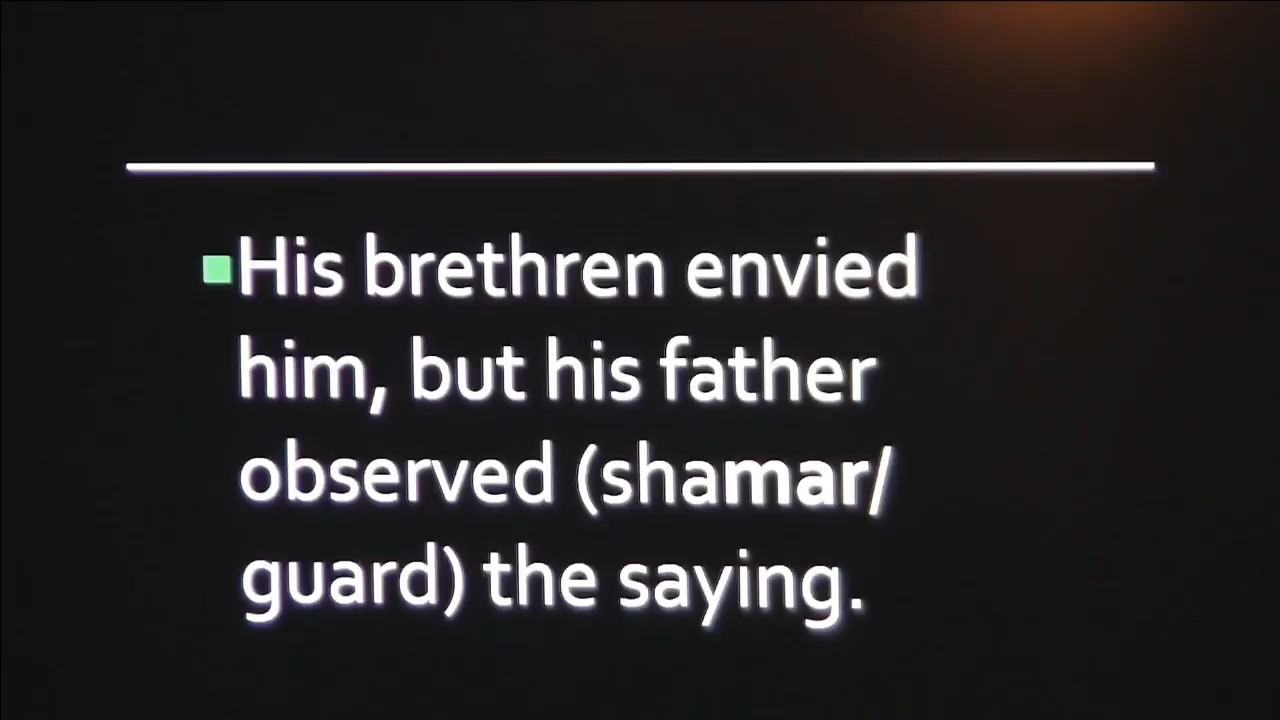 His brethren envied
him, but his father
observed (shamar/
guard) the saying.